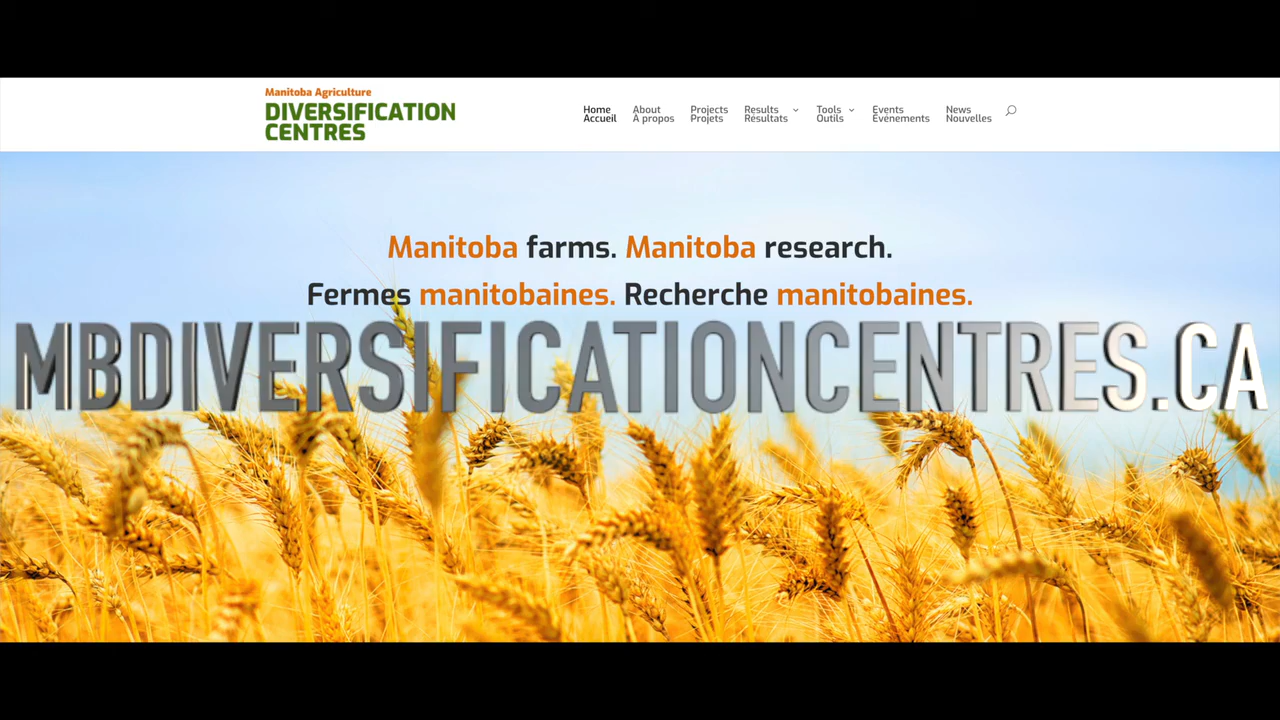 Manitoba Agriculture
DIVERSIFICATION
CENTRES
Home About Projects Results Tools Events News
Accueil À propos Projets Résultats Outils Événements Nouvelles
Manitoba farms. Manitoba research.
Fermes manitobaines. Recherche manitobaines.
MBDIVERSIFICATIONCENTRES.CA